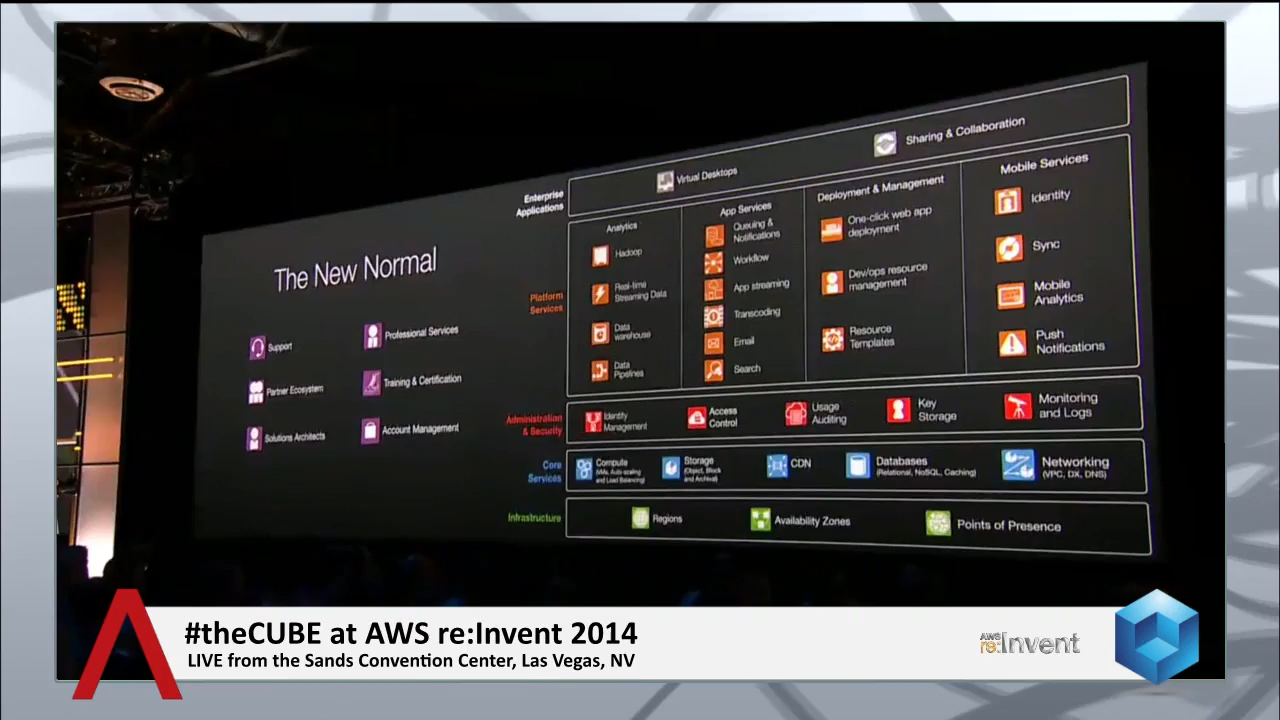 The New Normal
Support
Professional Services
Partner Ecosystem
Training & Certification
Solutions Architects
Account Management
Enterprise
Applications
Virtual Desktops
Sharing & Collaboration
Platform
Services
Analytics
Hadoop
Real-time
Streaming Data
Data
warehouse
Data
Pipelines
App Services
Queuing &
Notifications
Workflow
App streaming
Transcoding
Email
Search
Deployment & Management
One-click web app
deployment
Dev/ops resource
management
Resource
Templates
Mobile Services
Identity
Sync
Mobile
Analytics
Push
Notifications
Administration
& Security
Identity
Management
Access
Control
Usage
Auditing
Key
Storage
Monitoring
and Logs
Core
Services
Compute
(VMs, Auto-scaling
and Load Balancing)
Storage
(Object, Block
and Archival)
CDN
Databases
(Relational, NoSQL, Caching)
Networking
(VPC, DX, DNS)
Infrastructure
Regions
Availability Zones
Points of Presence
#theCUBE at AWS re:Invent 2014
LIVE from the Sands Convention Center, Las Vegas, NV
AWS
re:Invent